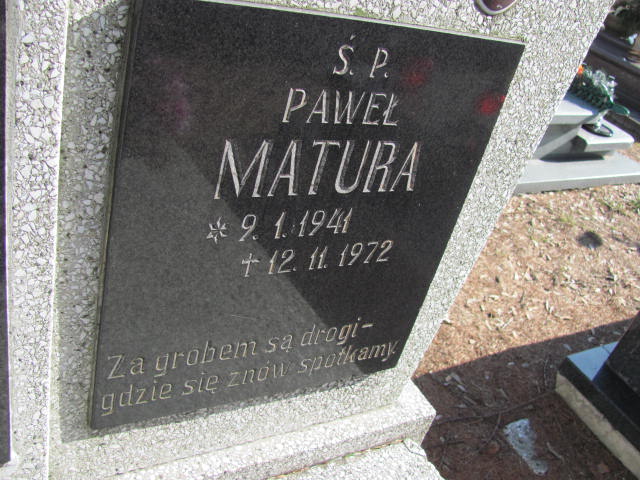 Ś. P.
PAWEŁ
MATURA
* 9. 1. 1941
† 12. 11. 1972
Za grobem są drogi-
gdzie się znów spotkamy.